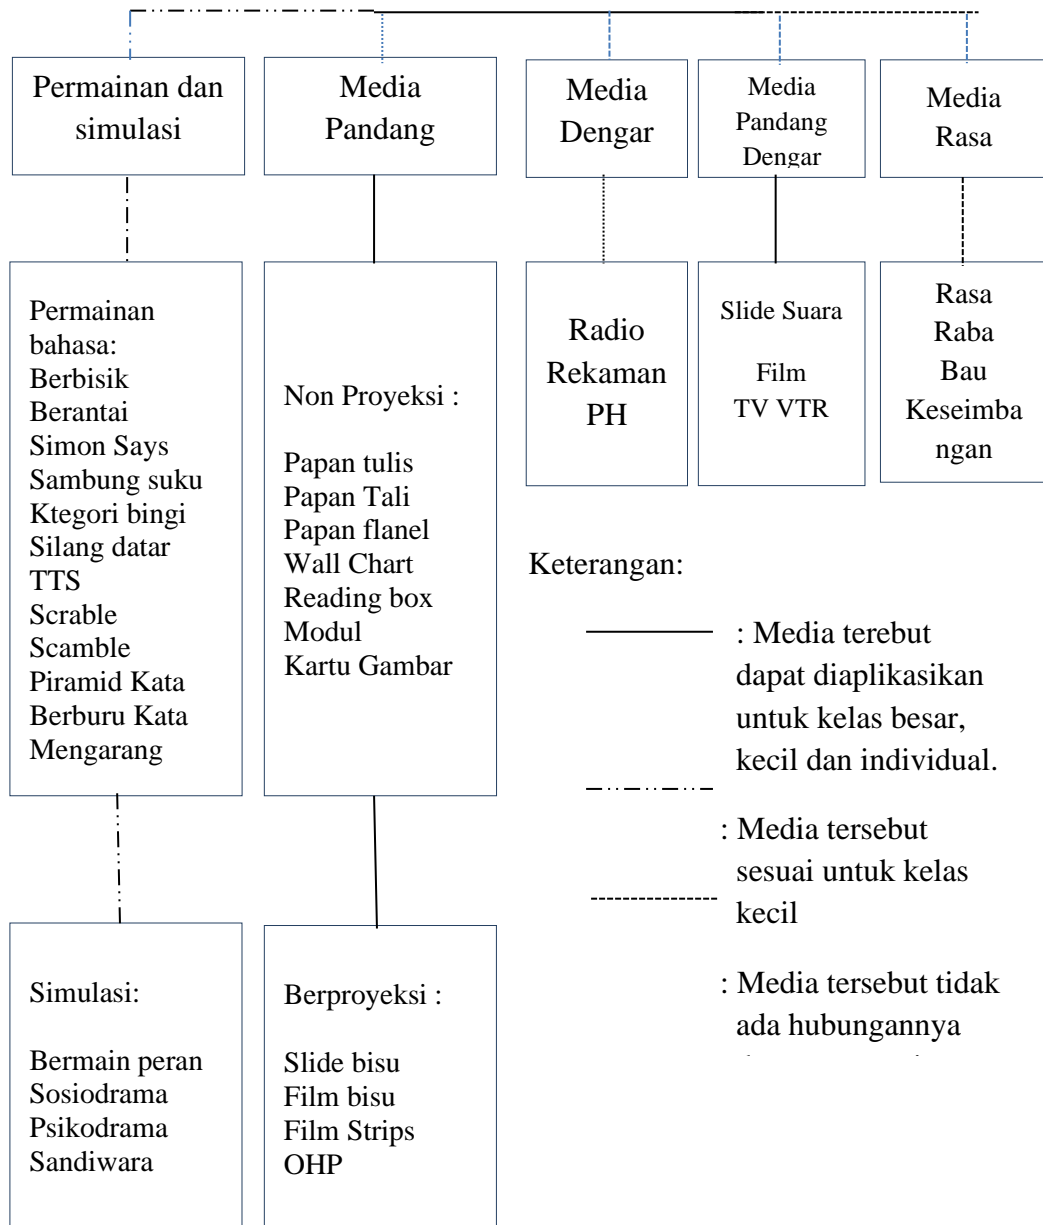 Permainan dan
simulasi
Media
Pandang
Media
Dengar
Media
Pandang
Dengar
Media
Rasa
Permainan
bahasa:
Berbisik
Berantai
Simon Says
Sambung suku
Ktegori bingi
Silang datar
TTS
Scrable
Scamble
Piramid Kata
Berburu Kata
Mengarang
Non Proyeksi :
Papan tulis
Papan Tali
Papan flanel
Wall Chart
Reading box
Modul
Kartu Gambar
Radio
Rekaman
PH
Slide Suara
Film
TV VTR
Rasa
Raba
Bau
Keseimba
ngan
Keterangan:
: Media terebut
dapat diaplikasikan
untuk kelas besar,
kecil dan individual.
: Media tersebut
sesuai untuk kelas
kecil
: Media tersebut tidak
ada hubungannya
Simulasi:
Bermain peran
Sosiodrama
Psikodrama
Sandiwara
Berproyeksi :
Slide bisu
Film bisu
Film Strips
OHP